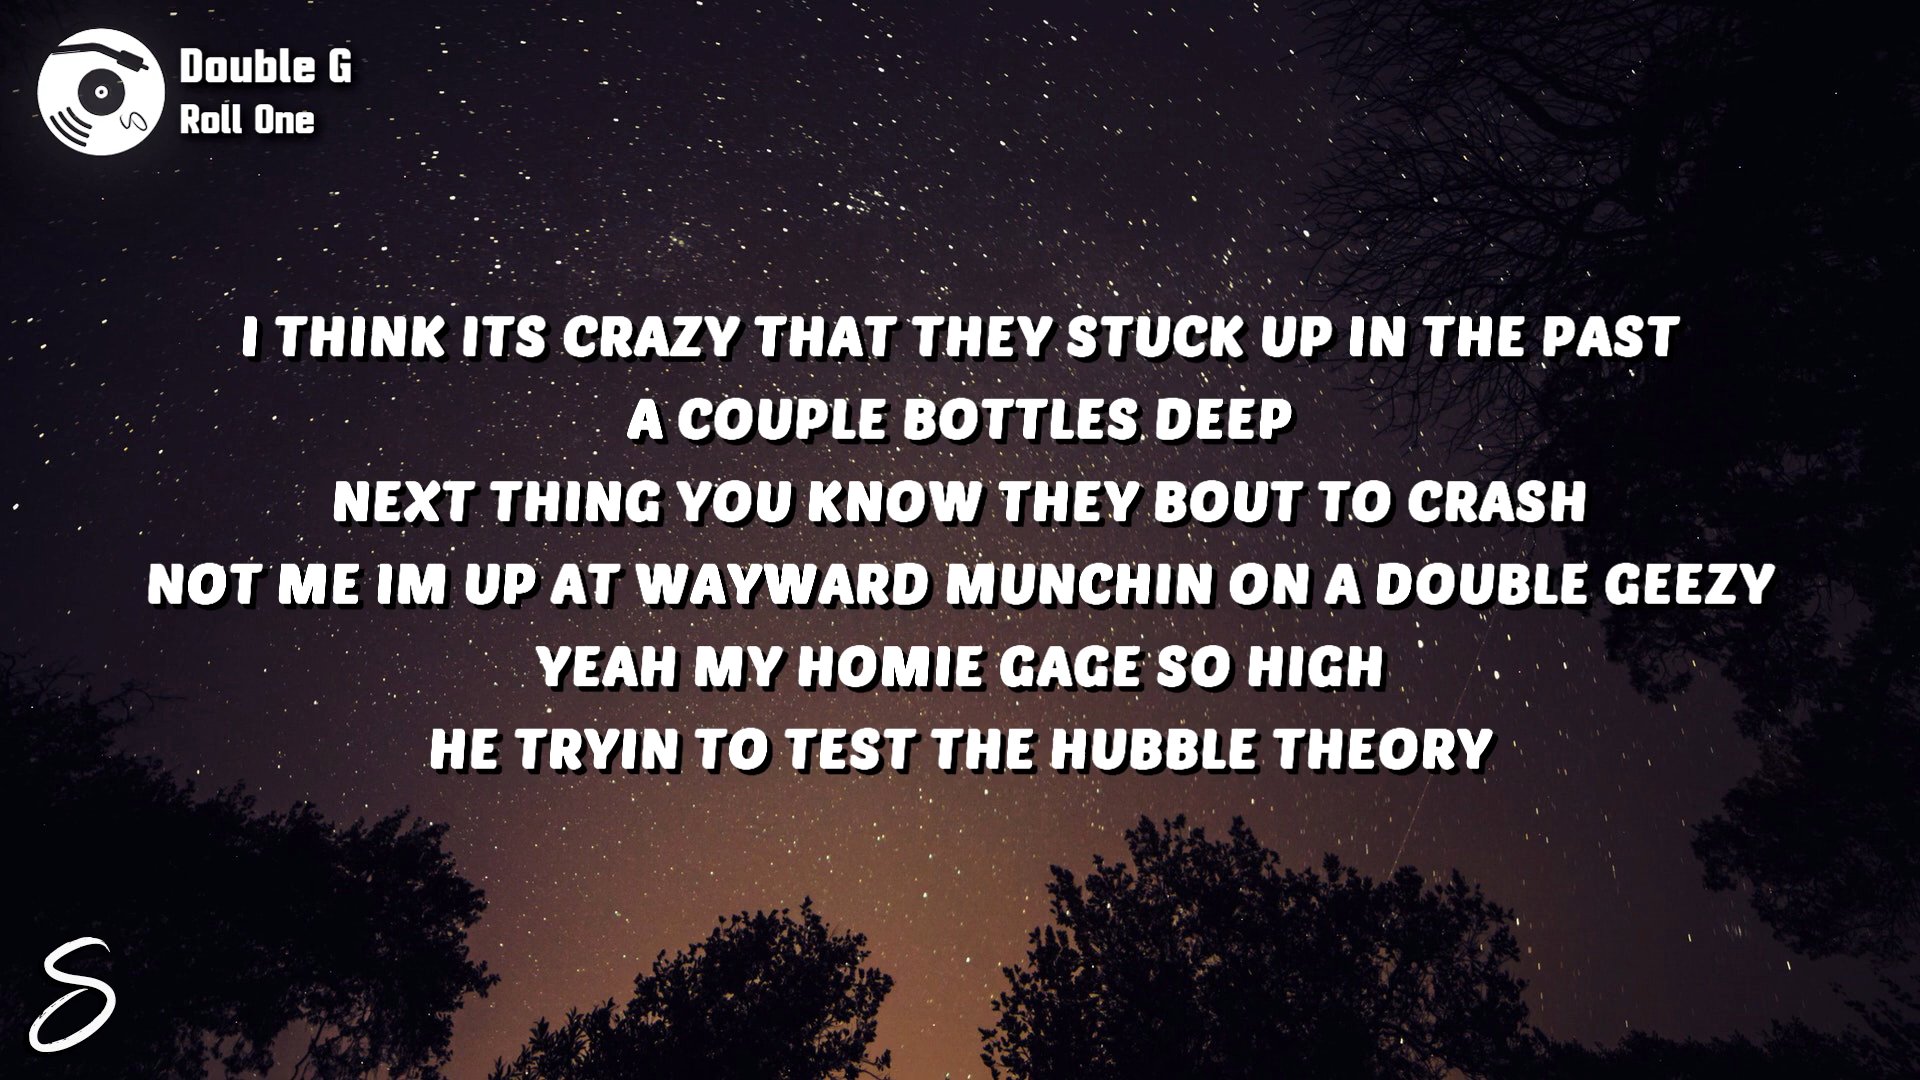 Double G
Roll One
I THINK ITS CRAZY THAT THEY STUCK UP IN THE PAST
A COUPLE BOTTLES DEEP
NEXT THING YOU KNOW THEY BOUT TO CRASH
NOT ME IM UP AT WAYWARD MUNCHIN ON A DOUBLE GEEZY
YEAH MY HOMIE GAGE SO HIGH
HE TRYIN TO TEST THE HUBBLE THEORY
S